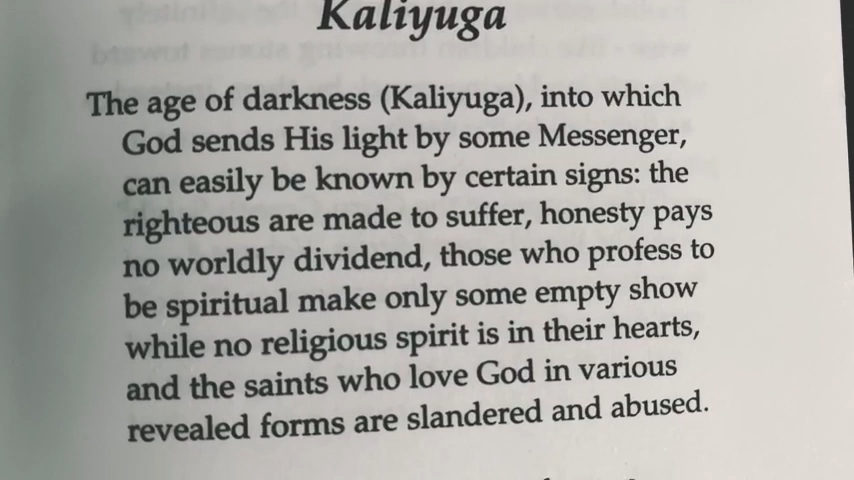 Kaliyuga
The age of darkness (Kaliyuga), into which
God sends His light by some Messenger,
can easily be known by certain signs: the
righteous are made to suffer, honesty pays
no worldly dividend, those who profess to
be spiritual make only some empty show
while no religious spirit is in their hearts,
and the saints who love God in various
revealed forms are slandered and abused.